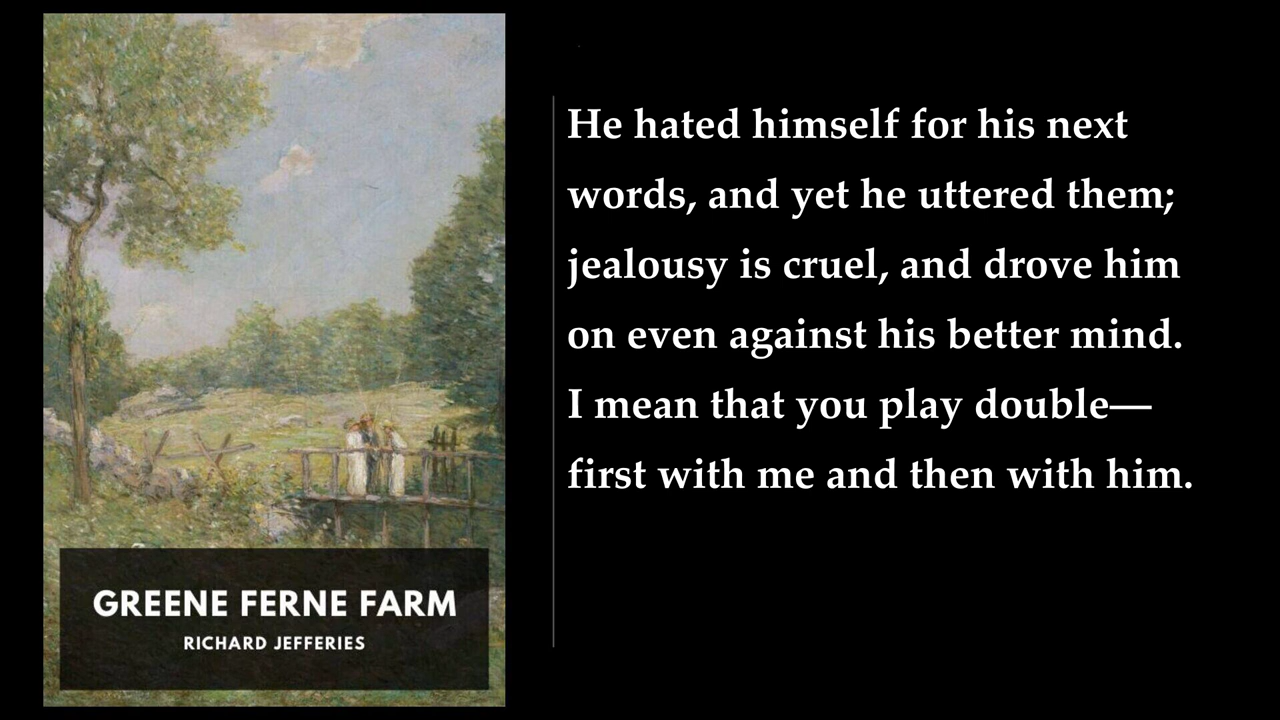 GREENE FERNE FARM
RICHARD JEFFERIES
He hated himself for his next
words, and yet he uttered them;
jealousy is cruel, and drove him
on even against his better mind.
I mean that you play double—
first with me and then with him.